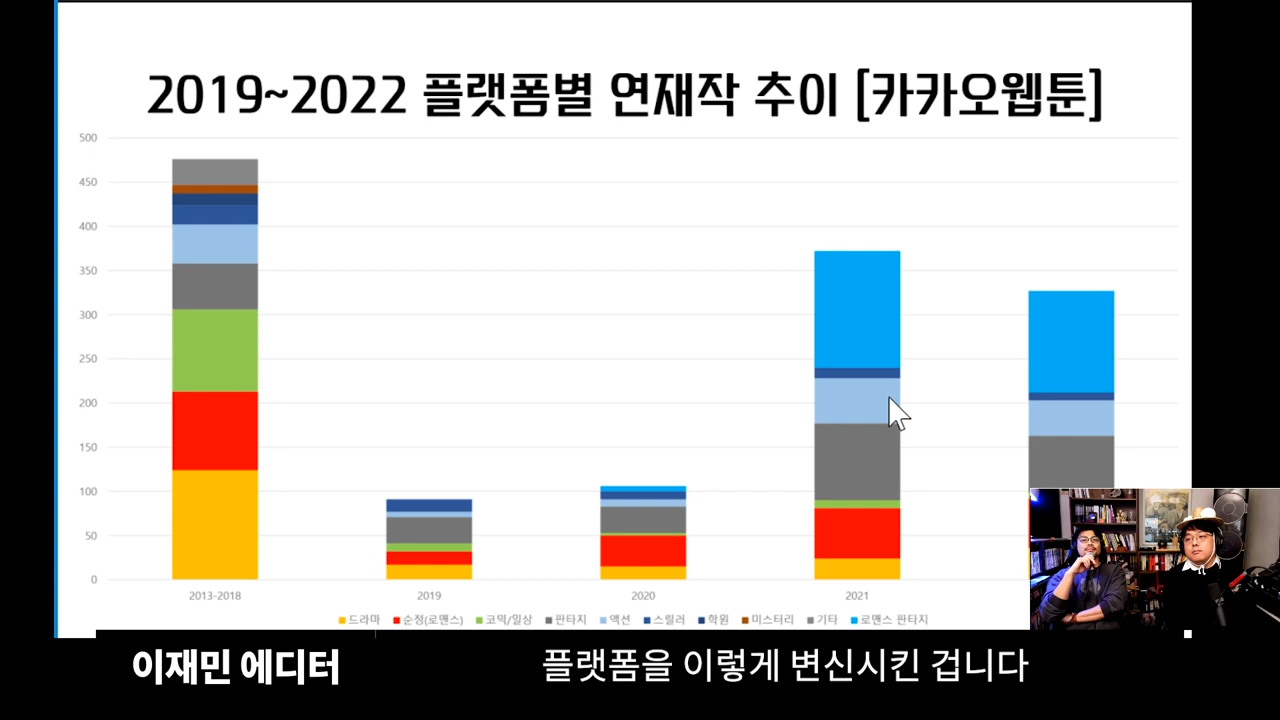 2019~2022 플랫폼별 연재작 추이 [카카오웹툰]
500
450
400
350
300
250
200
150
100
50
0
2013-2018 2019 2020 2021
드라마 순정(로맨스) 코믹/일상 판타지 액션 스릴러 학원 미스터리 기타 로맨스 판타지
이재민 에디터 플랫폼을 이렇게 변신시킨 겁니다